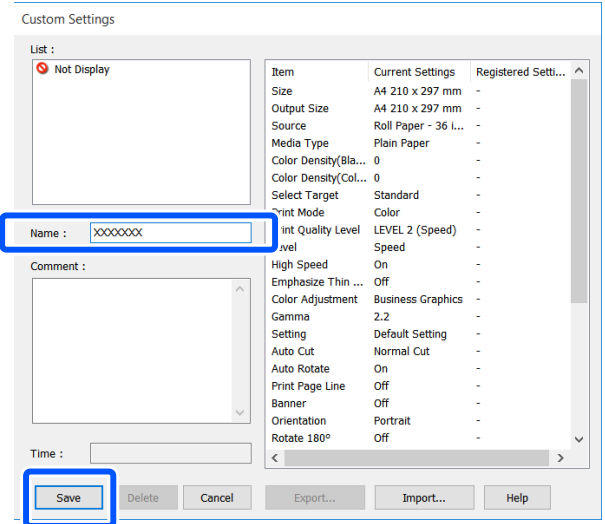 Custom Settings
List :
Not Display
Item Current Settings Registered Setti...
Size A4 210 x 297 mm -
Output Size A4 210 x 297 mm -
Source Roll Paper - 36 i... -
Media Type Plain Paper -
Color Density(Bla... 0 -
Color Density(Col... 0 -
Select Target Standard -
Print Mode Color -
Print Quality Level LEVEL 2 (Speed) -
Level Speed -
High Speed On -
Emphasize Thin ... Off -
Color Adjustment Business Graphics -
Gamma 2.2 -
Setting Default Setting -
Auto Cut Normal Cut -
Auto Rotate On -
Print Page Line Off -
Banner Off -
Orientation Portrait -
Rotate 180° Off -
Name : XXXXXXX
Comment :
Time :
Save Delete Cancel Export... Import... Help